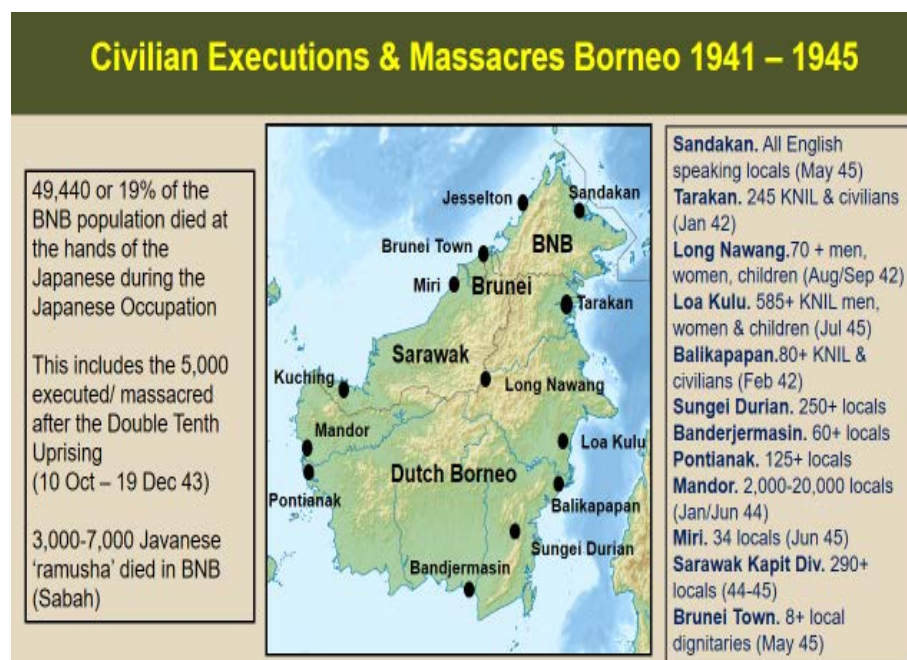 Civilian Executions & Massacres Borneo 1941 – 1945
49,440 or 19% of the
BNB population died at
the hands of the
Japanese during the
Japanese Occupation
This includes the 5,000
executed/ massacred
after the Double Tenth
Uprising
(10 Oct – 19 Dec 43)
3,000-7,000 Javanese
‘ramusha’ died in BNB
(Sabah)
Jesselton
Sandakan
Brunei Town
BNB
Miri
Brunei
Tarakan
Sarawak
Kuching
Long Nawang
Mandor
Loa Kulu
Dutch Borneo
Pontianak
Balikapapan
Sungei Durian
Bandjermasin
Sandakan. All English
speaking locals (May 45)
Tarakan. 245 KNIL & civilians
(Jan 42)
Long Nawang.70 + men,
women, children (Aug/Sep 42)
Loa Kulu. 585+ KNIL men,
women & children (Jul 45)
Balikapapan.80+ KNIL &
civilians (Feb 42)
Sungei Durian. 250+ locals
Banderjermasin. 60+ locals
Pontianak. 125+ locals
Mandor. 2,000-20,000 locals
(Jan/Jun 44)
Miri. 34 locals (Jun 45)
Sarawak Kapit Div. 290+
locals (44-45)
Brunei Town. 8+ local
dignitaries (May 45)